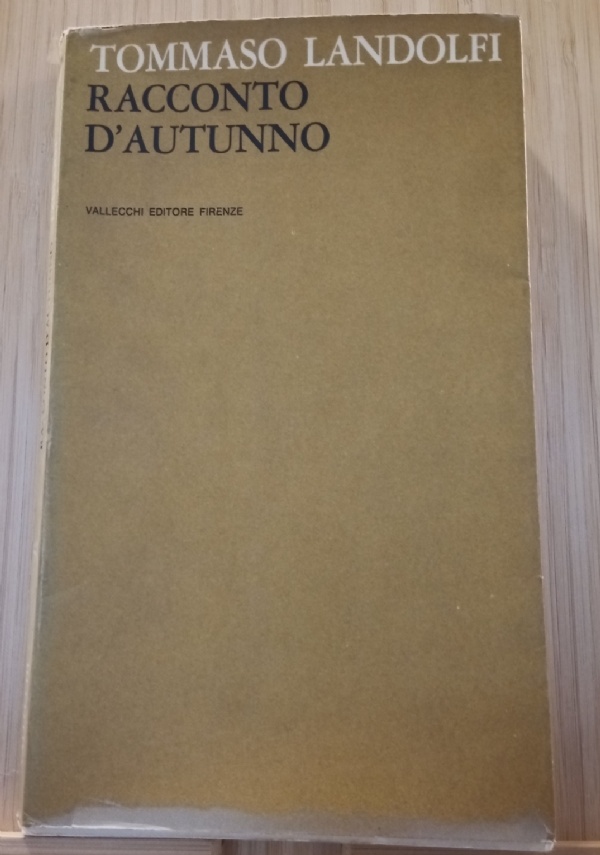 TOMMASO LANDOLFI
RACCONTO
D'AUTUNNO
VALLECCHI EDITORE FIRENZE